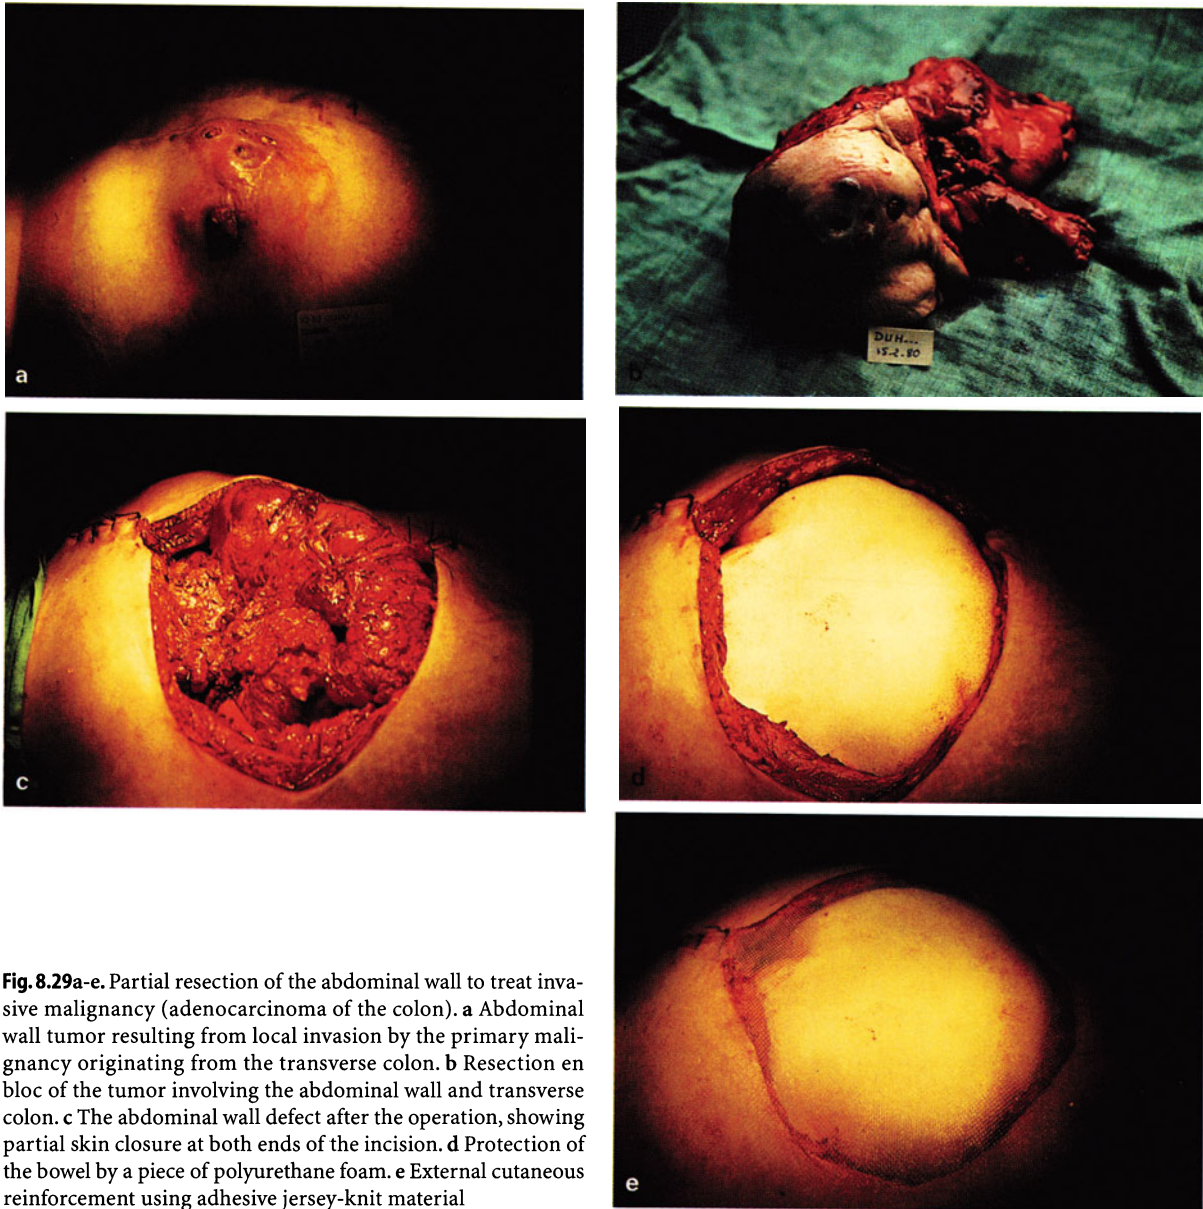 a
b
DUH...
15-2-80
c
d
e
Fig. 8.29a-e. Partial resection of the abdominal wall to treat inva-
sive malignancy (adenocarcinoma of the colon). a Abdominal
wall tumor resulting from local invasion by the primary mali-
gnancy originating from the transverse colon. b Resection en
bloc of the tumor involving the abdominal wall and transverse
colon. c The abdominal wall defect after the operation, showing
partial skin closure at both ends of the incision. d Protection of
the bowel by a piece of polyurethane foam. e External cutaneous
reinforcement using adhesive jersey-knit material